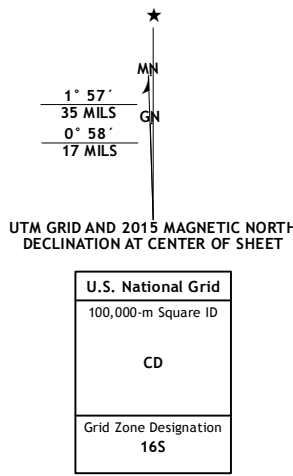 MN
1° 57´
35 MILS
GN
0° 58´
17 MILS
UTM GRID AND 2015 MAGNETIC NORTH
DECLINATION AT CENTER OF SHEET
U.S. National Grid
100,000-m Square ID
CD
Grid Zone Designation
16S